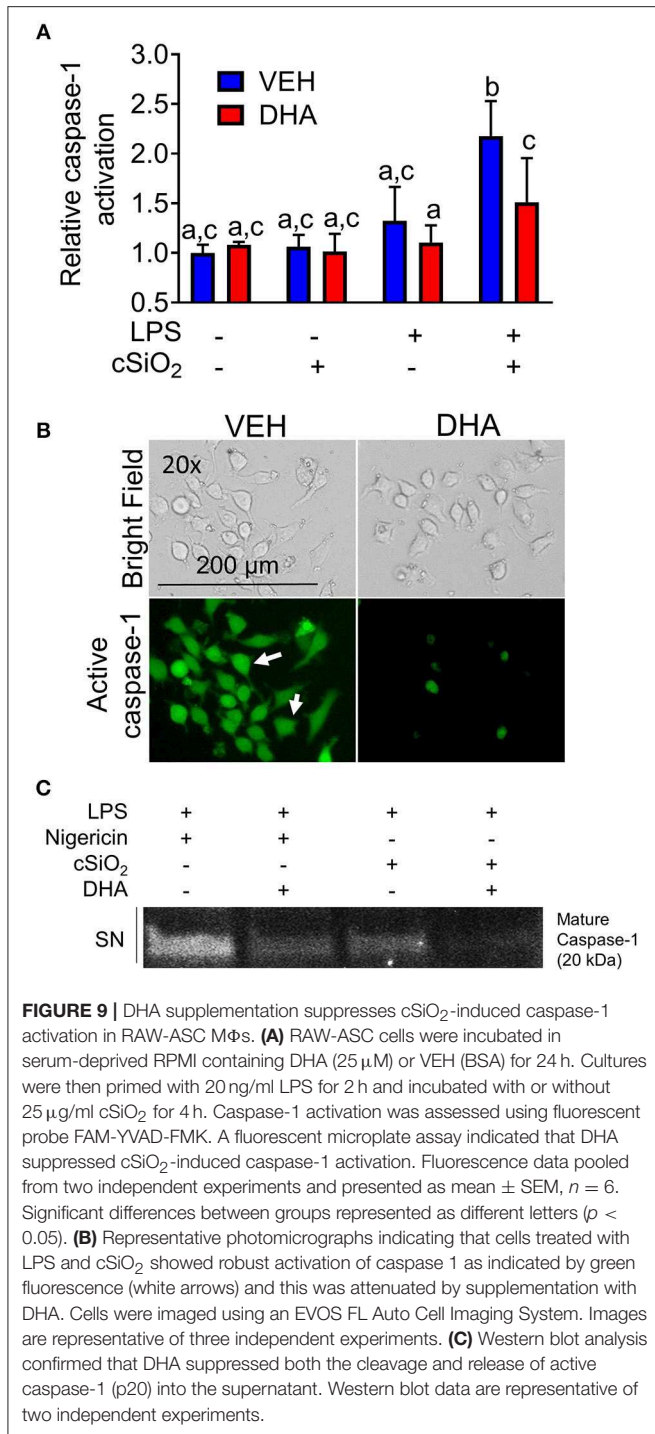 A
Relative caspase-1
activation
3.0
2.5
2.0
1.5
1.0
0.5
VEH
DHA
a,c a,c a,c a,c a,c a b c
LPS - - + +
cSiO₂ - + - +
B
VEH DHA
Bright Field
20x
200 µm
Active
caspase-1
C
LPS + + + +
Nigericin + + - -
cSiO₂ - - + +
DHA - + - +
SN
Mature
Caspase-1
(20 kDa)
FIGURE 9 | DHA supplementation suppresses cSiO₂-induced caspase-1
activation in RAW-ASC MΦs. (A) RAW-ASC cells were incubated in
serum-deprived RPMI containing DHA (25 µM) or VEH (BSA) for 24 h. Cultures
were then primed with 20 ng/ml LPS for 2 h and incubated with or without
25 µg/ml cSiO₂ for 4 h. Caspase-1 activation was assessed using fluorescent
probe FAM-YVAD-FMK. A fluorescent microplate assay indicated that DHA
suppressed cSiO₂-induced caspase-1 activation. Fluorescence data pooled
from two independent experiments and presented as mean ± SEM, n = 6.
Significant differences between groups represented as different letters (p <
0.05). (B) Representative photomicrographs indicating that cells treated with
LPS and cSiO₂ showed robust activation of caspase 1 as indicated by green
fluorescence (white arrows) and this was attenuated by supplementation with
DHA. Cells were imaged using an EVOS FL Auto Cell Imaging System. Images
are representative of three independent experiments. (C) Western blot analysis
confirmed that DHA suppressed both the cleavage and release of active
caspase-1 (p20) into the supernatant. Western blot data are representative of
two independent experiments.